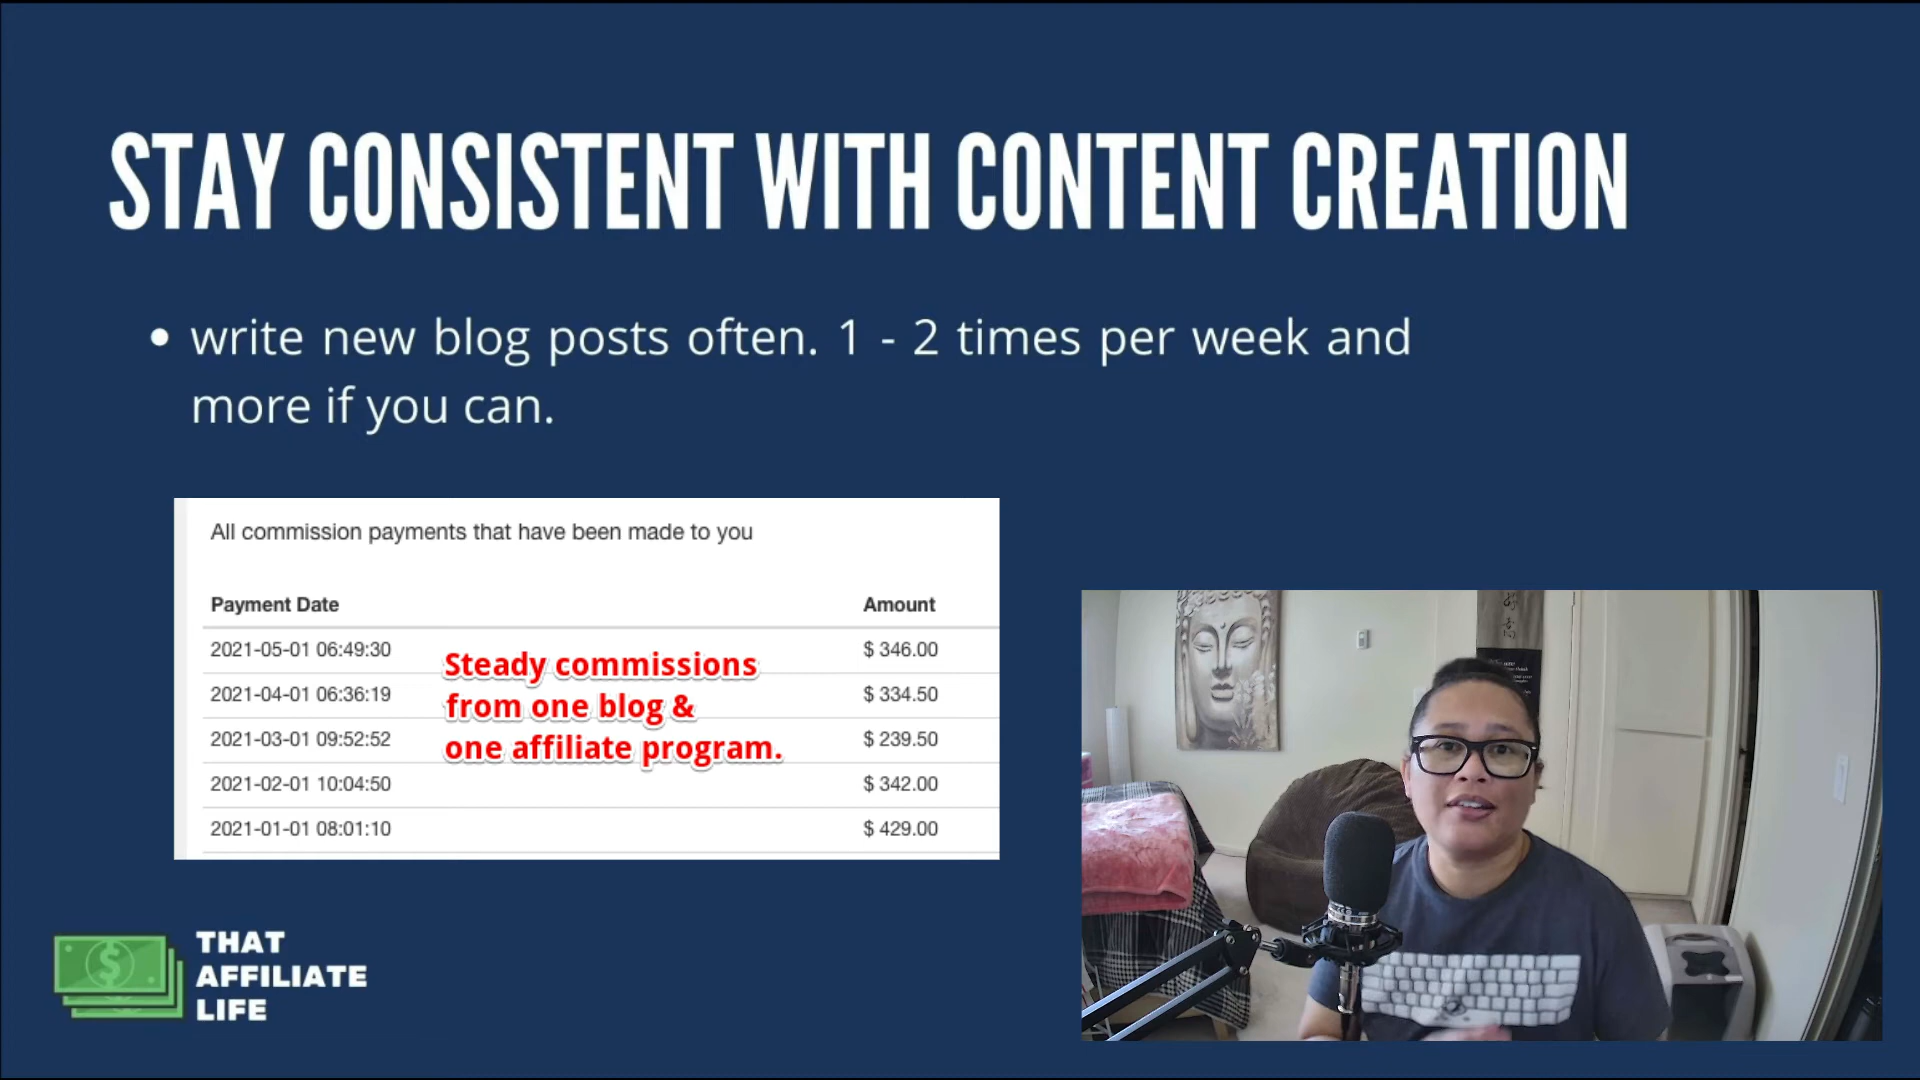 STAY CONSISTENT WITH CONTENT CREATION
• write new blog posts often. 1 - 2 times per week and
more if you can.
All commission payments that have been made to you
Payment Date Amount
2021-05-01 06:49:30 $ 346.00
2021-04-01 06:36:19 $ 334.50
2021-03-01 09:52:52 $ 239.50
2021-02-01 10:04:50 $ 342.00
2021-01-01 08:01:10 $ 429.00
Steady commissions
from one blog &
one affiliate program.
THAT
AFFILIATE
LIFE